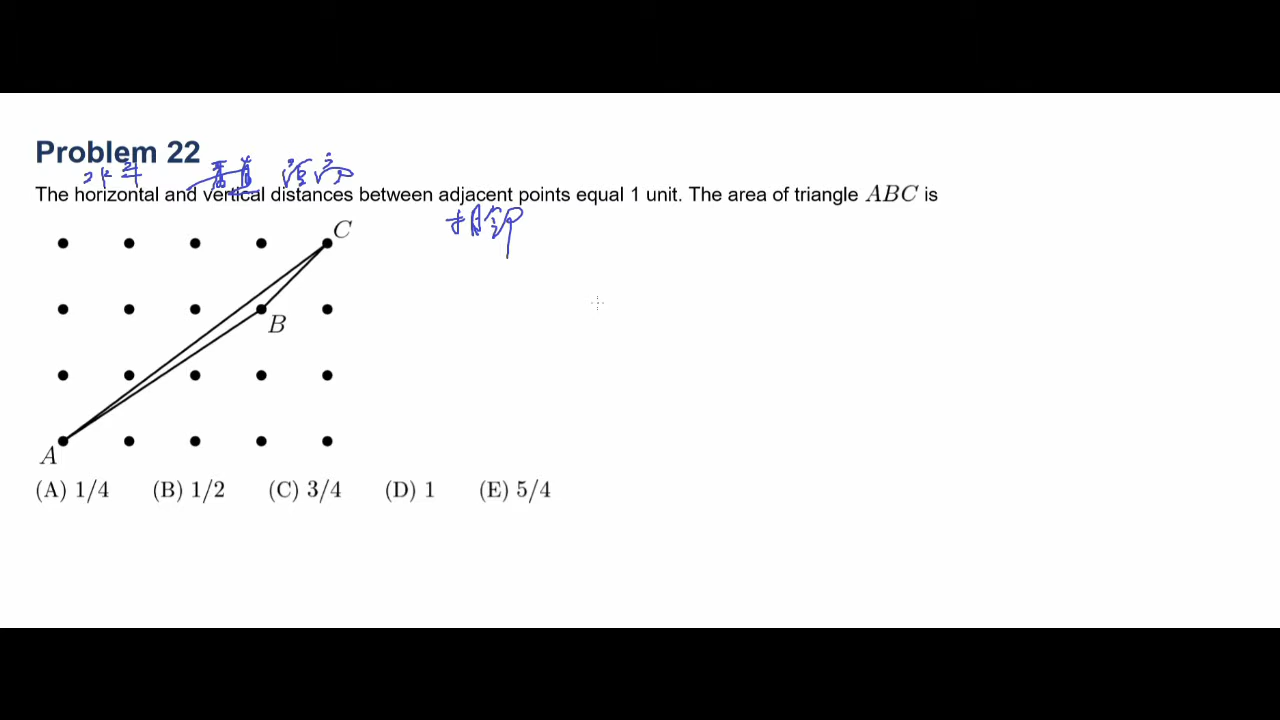 Problem 22
水平 垂直 距离
The horizontal and vertical distances between adjacent points equal 1 unit. The area of triangle ABC is
相邻
C
B
A
(A) 1/4 (B) 1/2 (C) 3/4 (D) 1 (E) 5/4